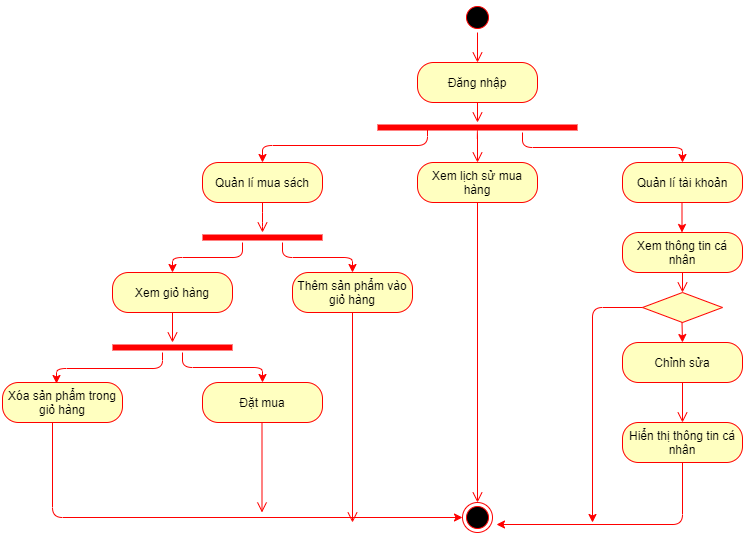 Đăng nhập
Quản lí mua sách
Xem lịch sử mua
hàng
Quản lí tài khoản
Xem thông tin cá
nhân
Xem giỏ hàng
Thêm sản phẩm vào
giỏ hàng
Chỉnh sửa
Xóa sản phẩm trong
giỏ hàng
Đặt mua
Hiển thị thông tin cá
nhân